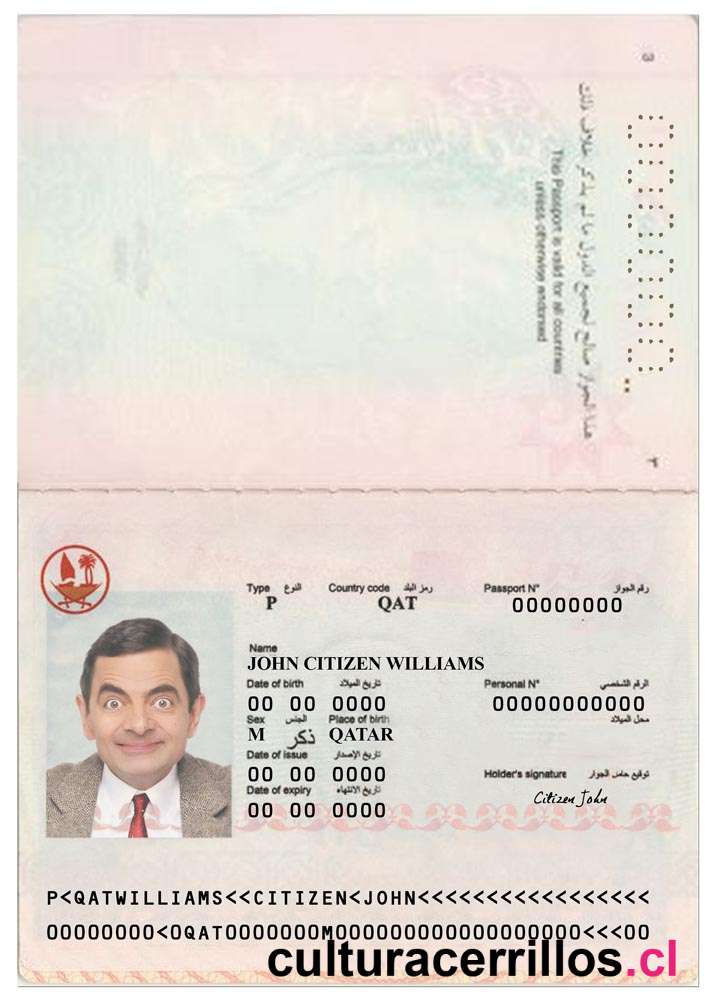 3
هذا الجواز صالح لجميع الدول ما لم يذكر خلاف ذلك
This Passport is valid for all countries
unless otherwise endorsed
٣
Type النوع Country code رمز البلد Passport N° رقم الجواز
P QAT 00000000
Name
JOHN CITIZEN WILLIAMS
Date of birth تاريخ الميلاد Personal N° الرقم الشخصي
00 00 0000 00000000000
Sex الجنس Place of birth محل الميلاد
M ذكر QATAR
Date of issue تاريخ الإصدار
00 00 0000 Holder's signature توقيع حامل الجواز
Date of expiry تاريخ الانتهاء Citizen John
00 00 0000
P<QATWILLIAMS<<CITIZEN<JOHN<<<<<<<<<<<<<<<<<
00000000<0QAT0000000M0000000000000000000<<<00
culturacerrillos.cl